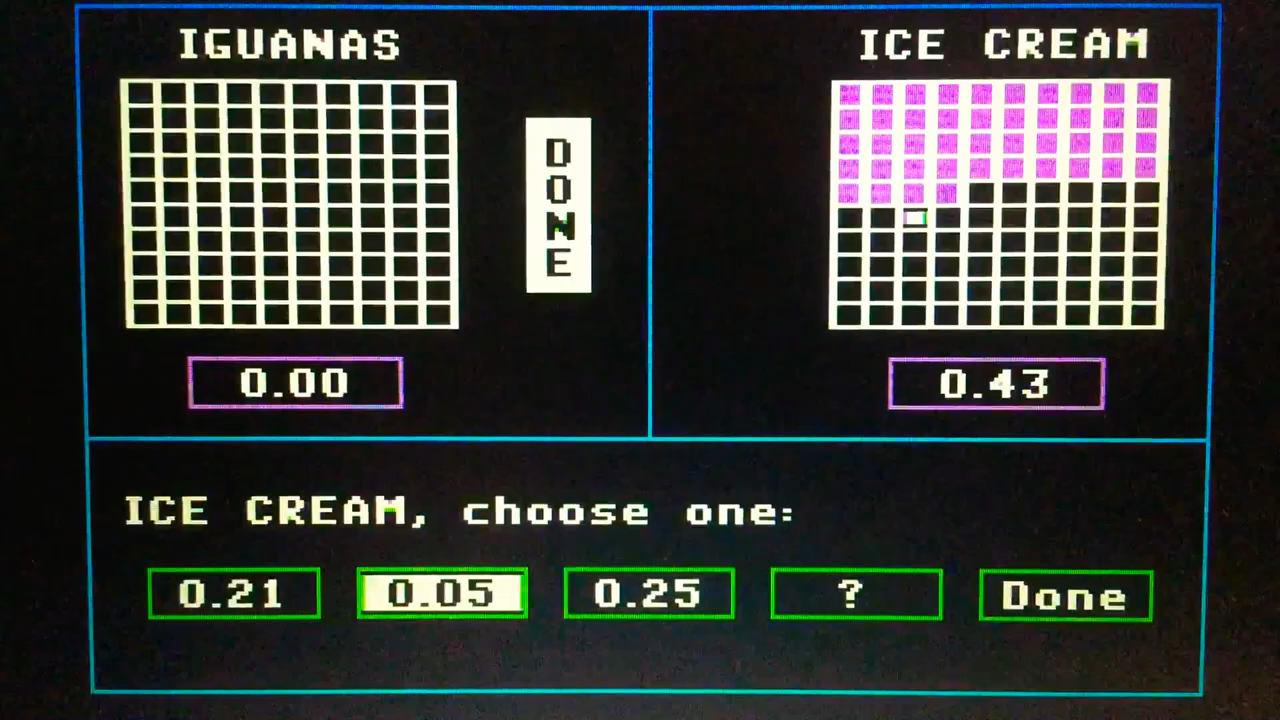 IGUANAS
ICE CREAM
DONE
0.00
0.43
ICE CREAM, choose one:
0.21 0.05 0.25 ? Done